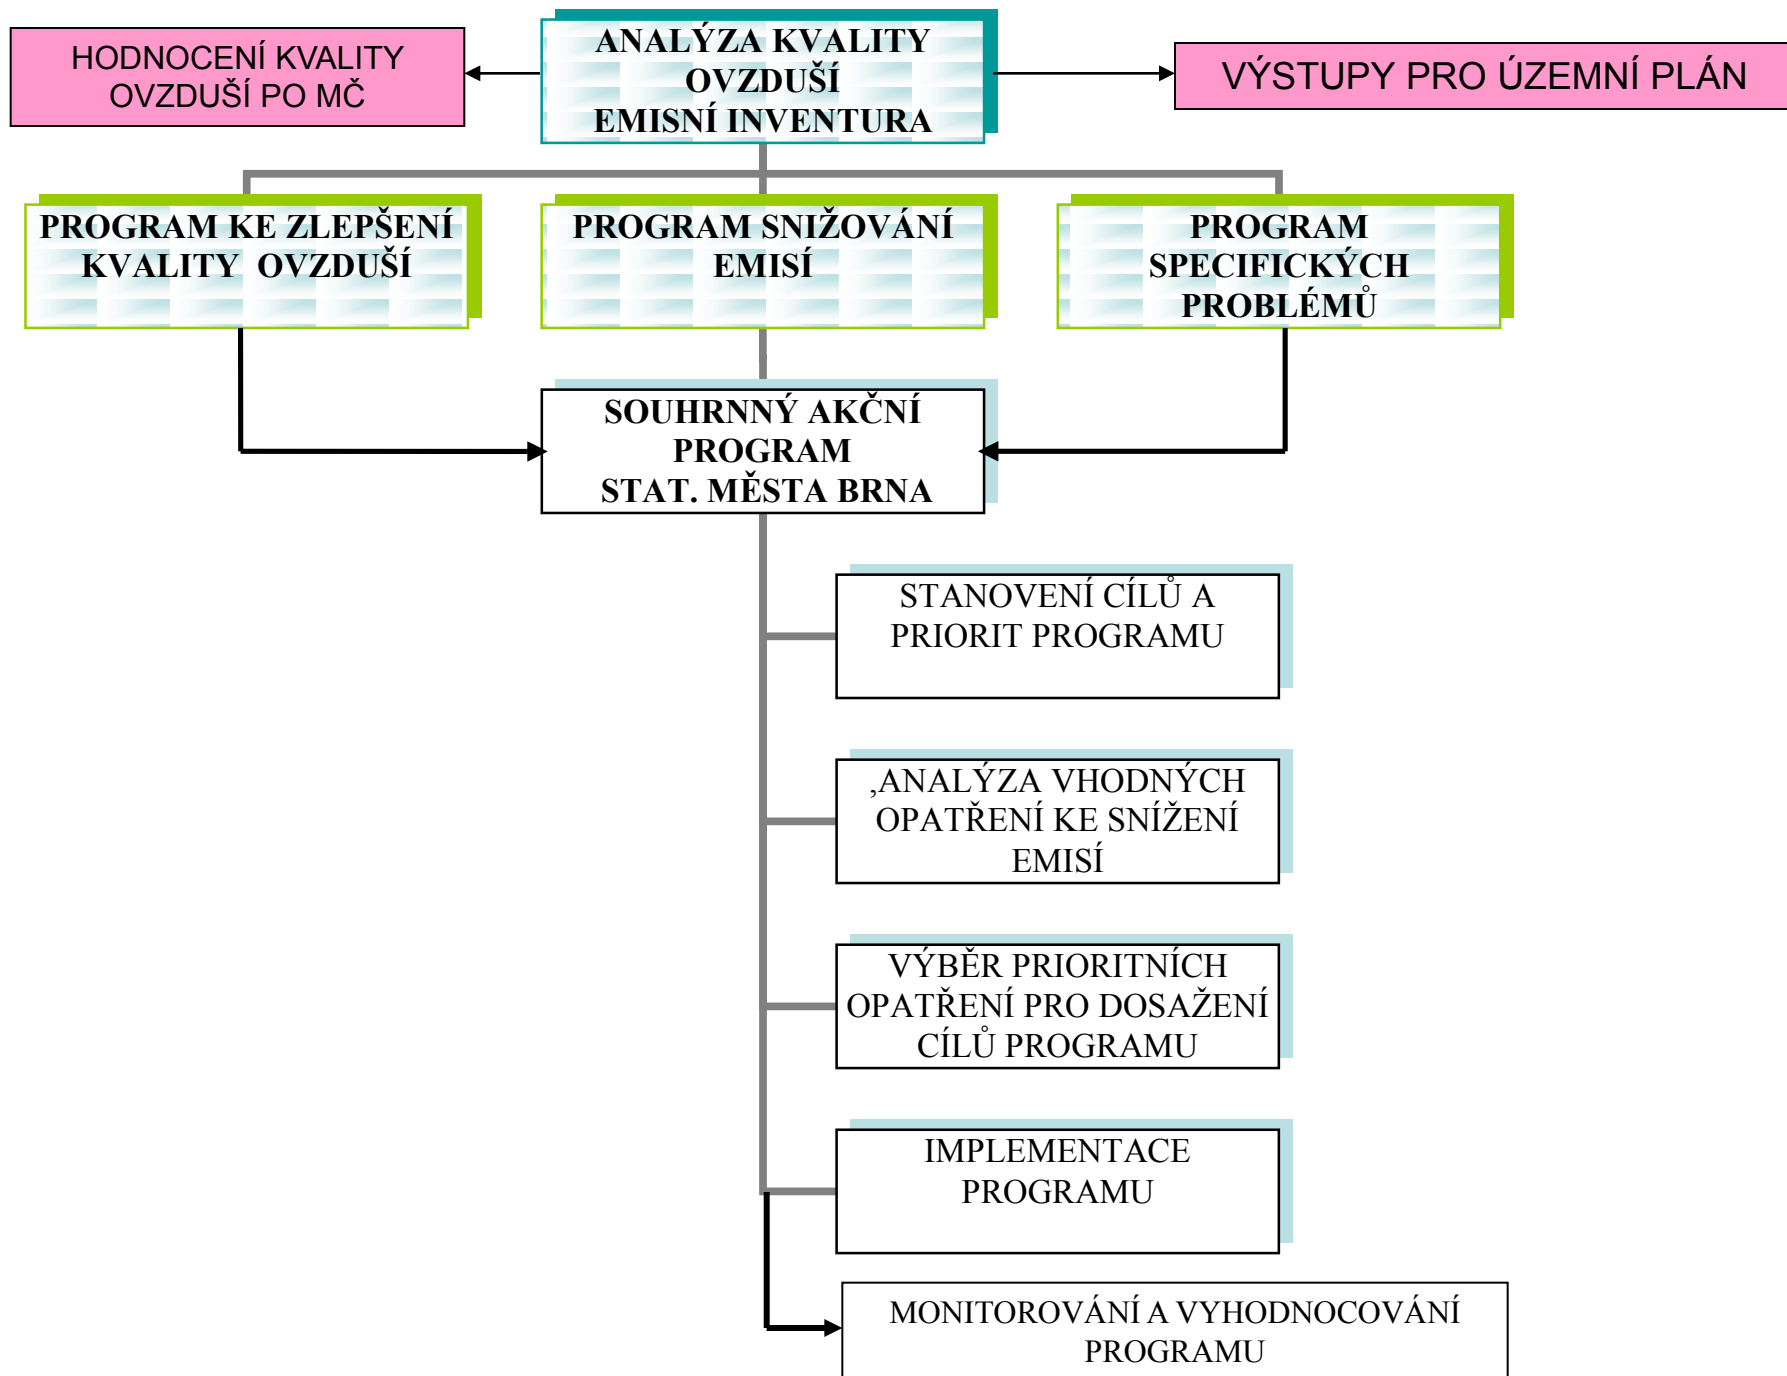 HODNOCENÍ KVALITY
OVZDUŠÍ PO MČ
ANALÝZA KVALITY
OVZDUŠÍ
EMISNÍ INVENTURA
VÝSTUPY PRO ÚZEMNÍ PLÁN
PROGRAM KE ZLEPŠENÍ
KVALITY OVZDUŠÍ
PROGRAM SNIŽOVÁNÍ
EMISÍ
PROGRAM
SPECIFICKÝCH
PROBLÉMŮ
SOUHRNNÝ AKČNÍ
PROGRAM
STAT. MĚSTA BRNA
STANOVENÍ CÍLŮ A
PRIORIT PROGRAMU
,ANALÝZA VHODNÝCH
OPATŘENÍ KE SNÍŽENÍ
EMISÍ
VÝBĚR PRIORITNÍCH
OPATŘENÍ PRO DOSAŽENÍ
CÍLŮ PROGRAMU
IMPLEMENTACE
PROGRAMU
MONITOROVÁNÍ A VYHODNOCOVÁNÍ
PROGRAMU